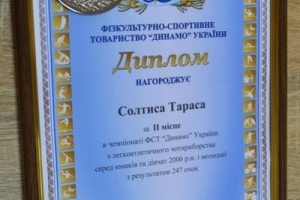 ФІЗКУЛЬТУРНО-СПОРТИВНЕ
ТОВАРИСТВО “ДИНАМО” УКРАЇНИ
Диплом
НАГОРОДЖУЄ
Солтиса Тараса
за II місце
в чемпіонаті ФСТ “Динамо” України
з легкоатлетичного чотириборства
серед юнаків та дівчат 2006 р.н. і молодші
з результатом 247 очок